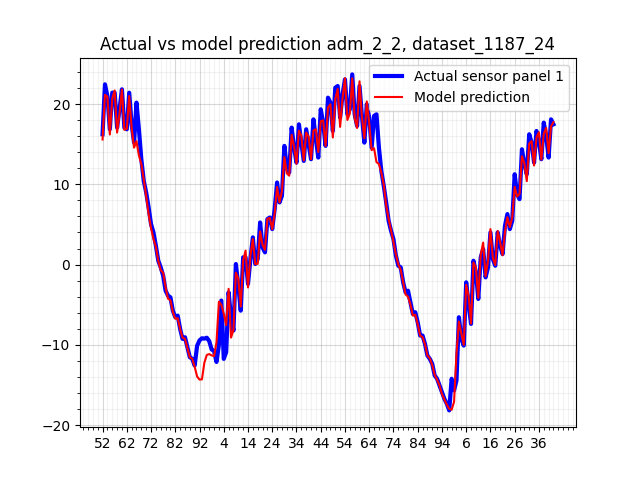 Actual vs model prediction adm_2_2, dataset_1187_24
Actual sensor panel 1
Model prediction
20
10
0
−10
−20
52 62 72 82 92 4 14 24 34 44 54 64 74 84 94 6 16 26 36